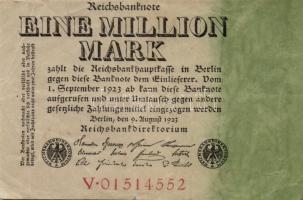 Reichsbanknote
EINE MILLION
MARK
zahlt die Reichsbankhauptkasse in Berlin
gegen diese Banknote dem Einlieferer. Vom
1. September 1923 ab kann diese Banknote
aufgerufen und unter Umtausch gegen andere
gesetzliche Zahlungsmittel eingezogen werden
Berlin, den 9. August 1923
Reichsbankdirektorium
V·01514552